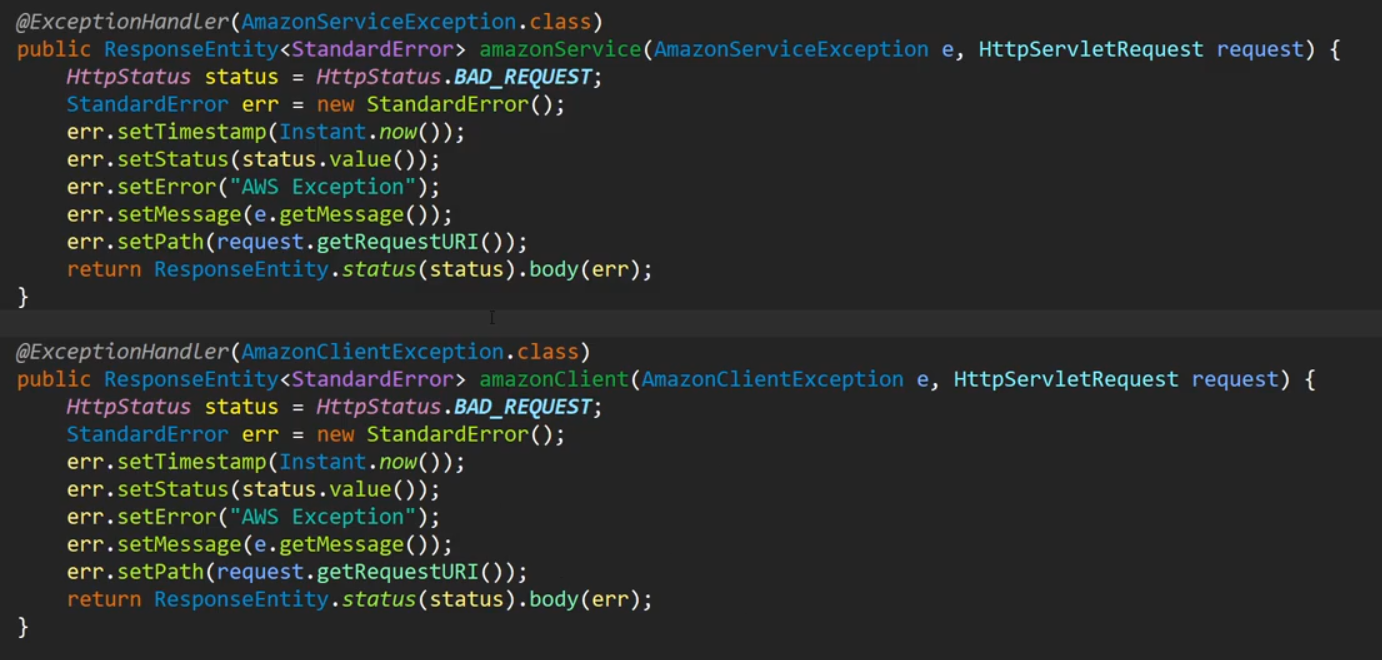 @ExceptionHandler(AmazonServiceException.class)
public ResponseEntity<StandardError> amazonService(AmazonServiceException e, HttpServletRequest request) {
    HttpStatus status = HttpStatus.BAD_REQUEST;
    StandardError err = new StandardError();
    err.setTimestamp(Instant.now());
    err.setStatus(status.value());
    err.setError("AWS Exception");
    err.setMessage(e.getMessage());
    err.setPath(request.getRequestURI());
    return ResponseEntity.status(status).body(err);
}
@ExceptionHandler(AmazonClientException.class)
public ResponseEntity<StandardError> amazonClient(AmazonClientException e, HttpServletRequest request) {
    HttpStatus status = HttpStatus.BAD_REQUEST;
    StandardError err = new StandardError();
    err.setTimestamp(Instant.now());
    err.setStatus(status.value());
    err.setError("AWS Exception");
    err.setMessage(e.getMessage());
    err.setPath(request.getRequestURI());
    return ResponseEntity.status(status).body(err);
}